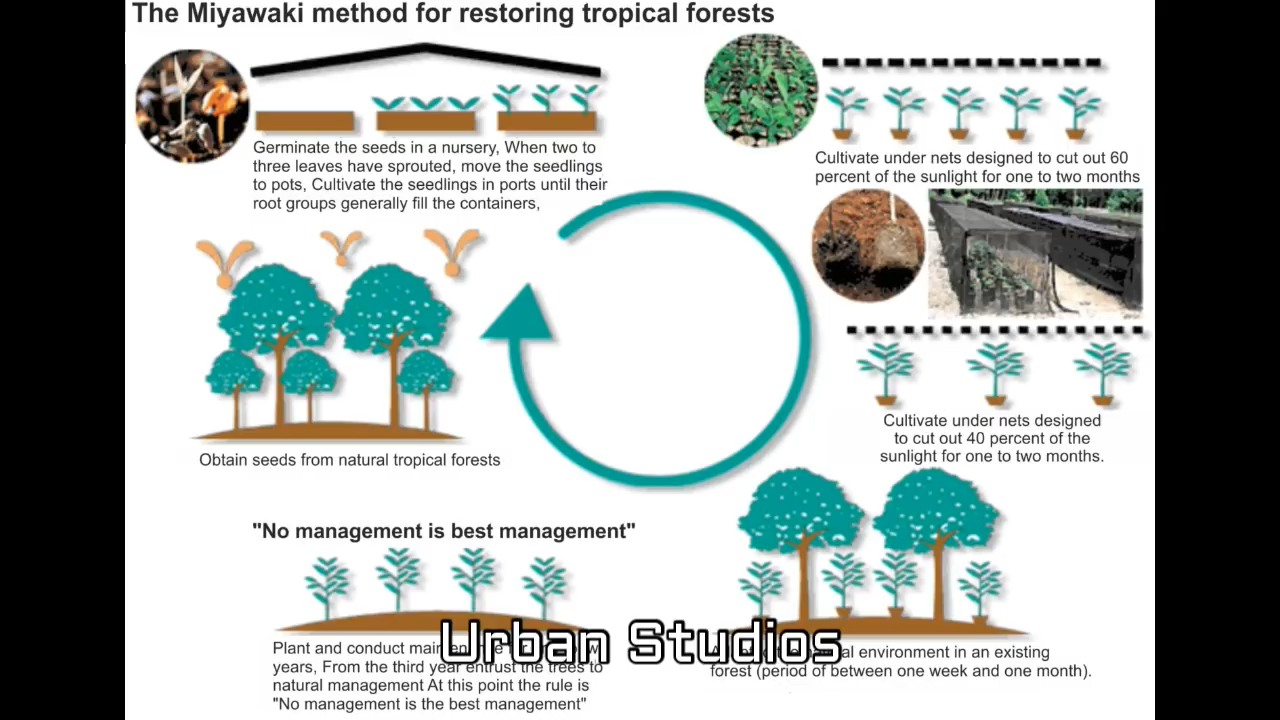 The Miyawaki method for restoring tropical forests
Germinate the seeds in a nursery, When two to
three leaves have sprouted, move the seedlings
to pots, Cultivate the seedlings in ports until their
root groups generally fill the containers,
Cultivate under nets designed to cut out 60
percent of the sunlight for one to two months
Cultivate under nets designed
to cut out 40 percent of the
sunlight for one to two months.
Obtain seeds from natural tropical forests
"No management is best management"
Plant and conduct
years, From the third year entrust the trees to
natural management At this point the rule is
"No management is the best management"
environment in an existing
forest (period of between one week and one month).
Urban Studios